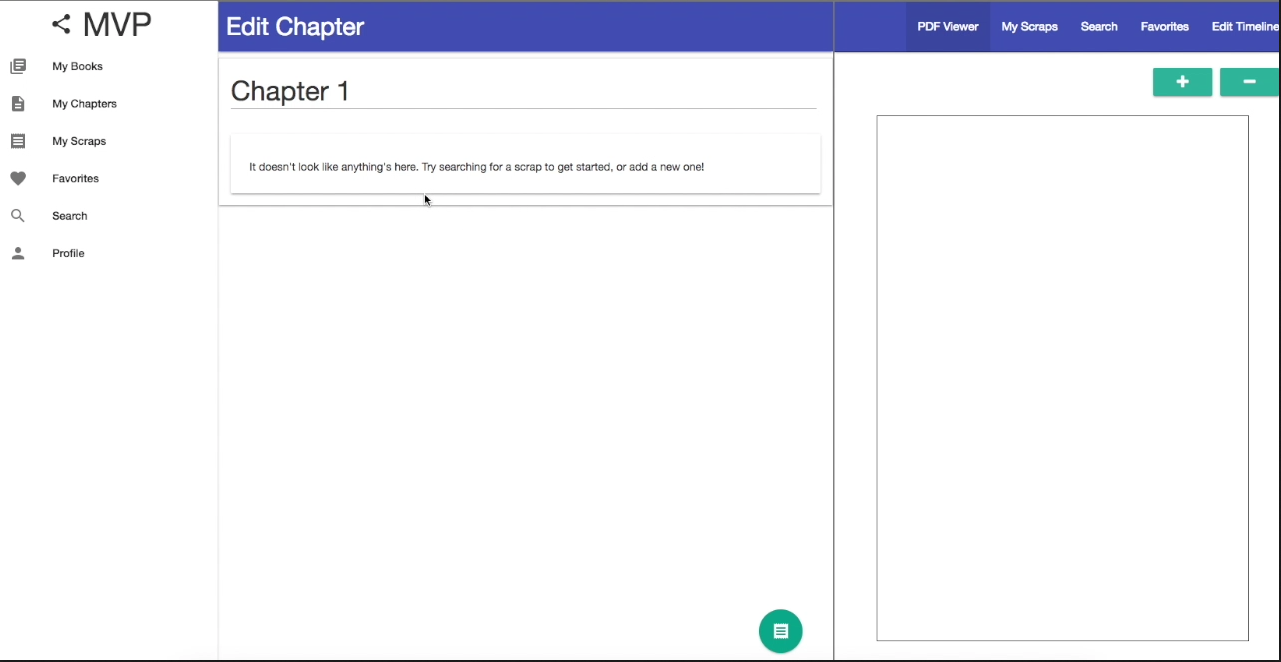 MVP
My Books
My Chapters
My Scraps
Favorites
Search
Profile
Edit Chapter
Chapter 1
It doesn't look like anything's here. Try searching for a scrap to get started, or add a new one!
PDF Viewer My Scraps Search Favorites Edit Timeline
+ −